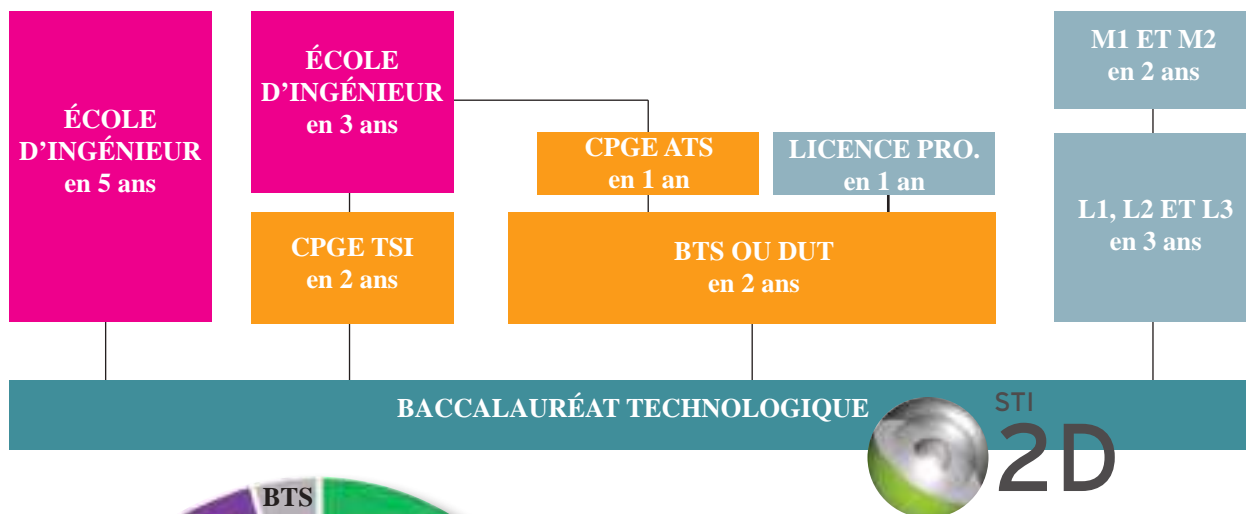 ÉCOLE
D'INGÉNIEUR
en 5 ans
ÉCOLE
D'INGÉNIEUR
en 3 ans
CPGE TSI
en 2 ans
CPGE ATS
en 1 an
LICENCE PRO.
en 1 an
BTS OU DUT
en 2 ans
M1 ET M2
en 2 ans
L1, L2 ET L3
en 3 ans
BACCALAURÉAT TECHNOLOGIQUE
STI
2D
BTS